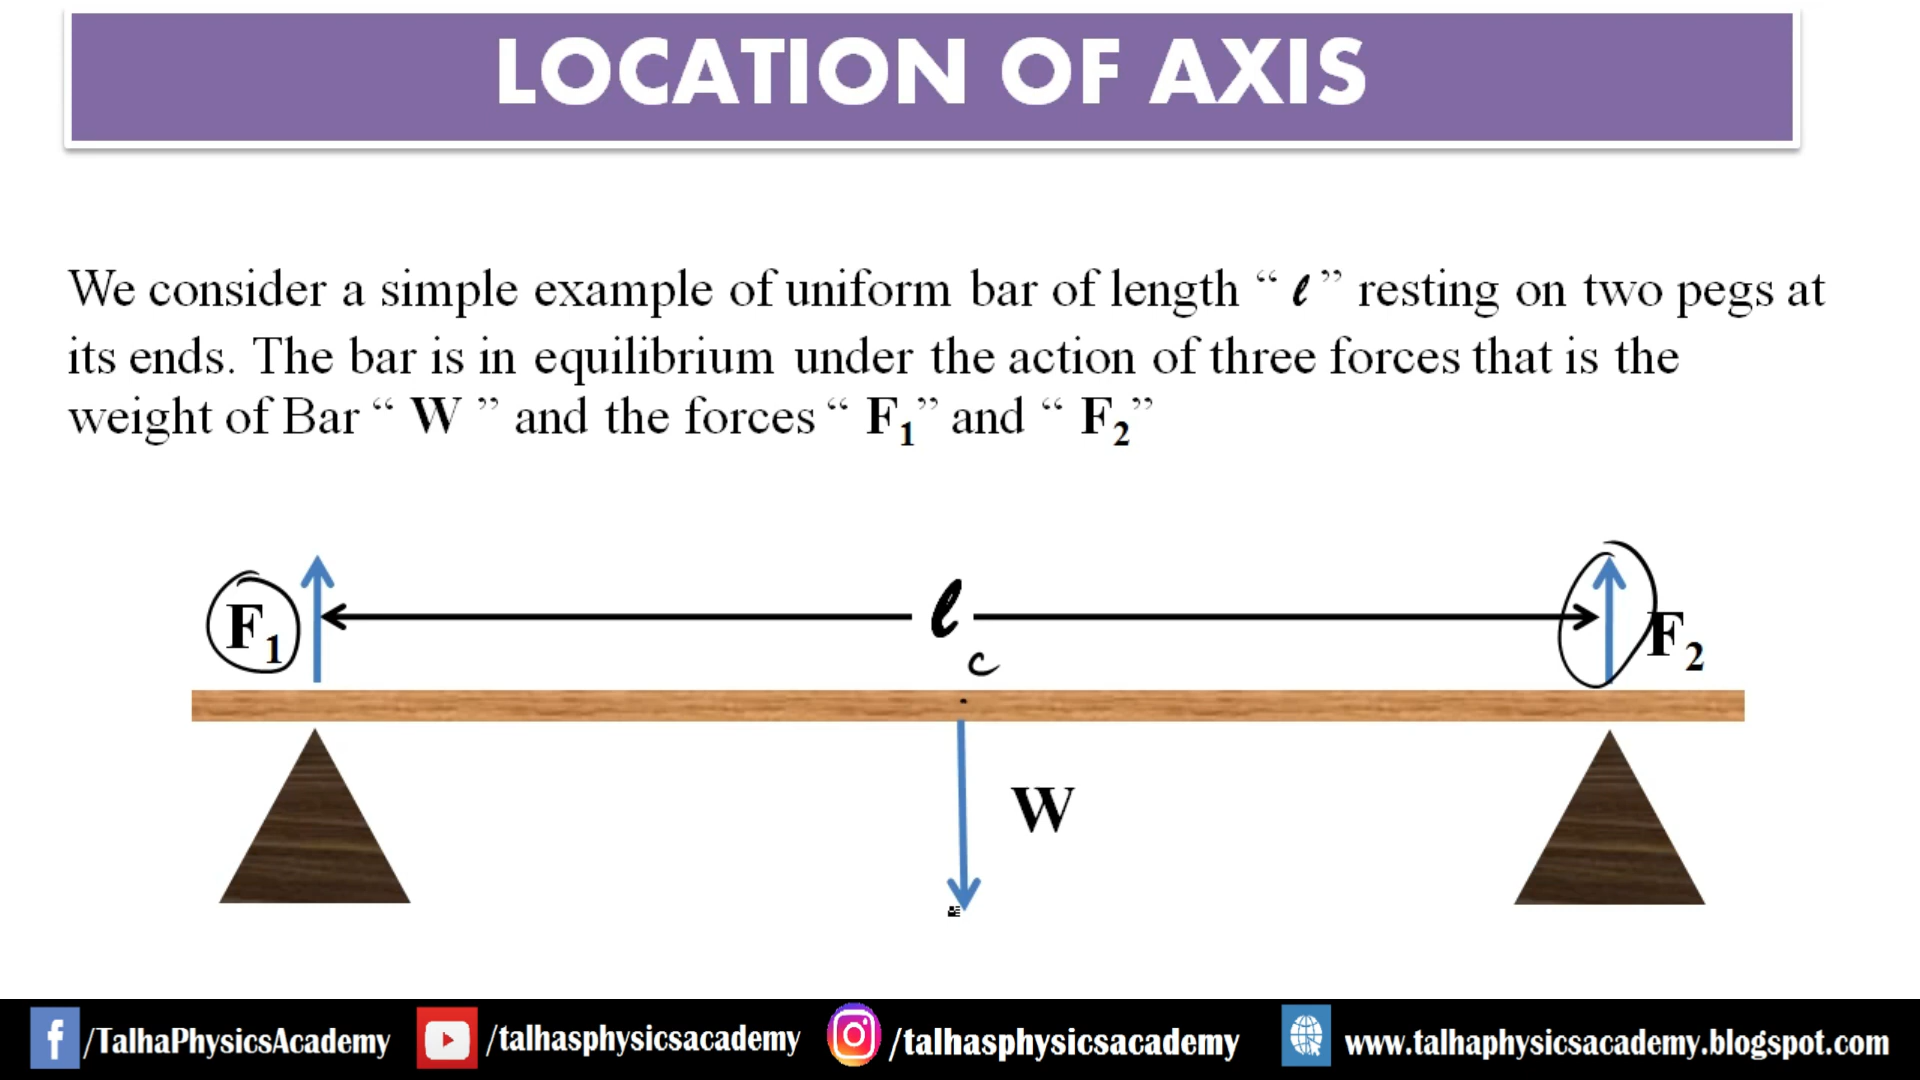 LOCATION OF AXIS
We consider a simple example of uniform bar of length “ ℓ ” resting on two pegs at
its ends. The bar is in equilibrium under the action of three forces that is the
weight of Bar “ W ” and the forces “ F₁” and “ F₂”
F₁
ℓ
F₂
c
W
/TalhaPhysicsAcademy /talhasphysicsacademy /talhasphysicsacademy www.talhaphysicsacademy.blogspot.com